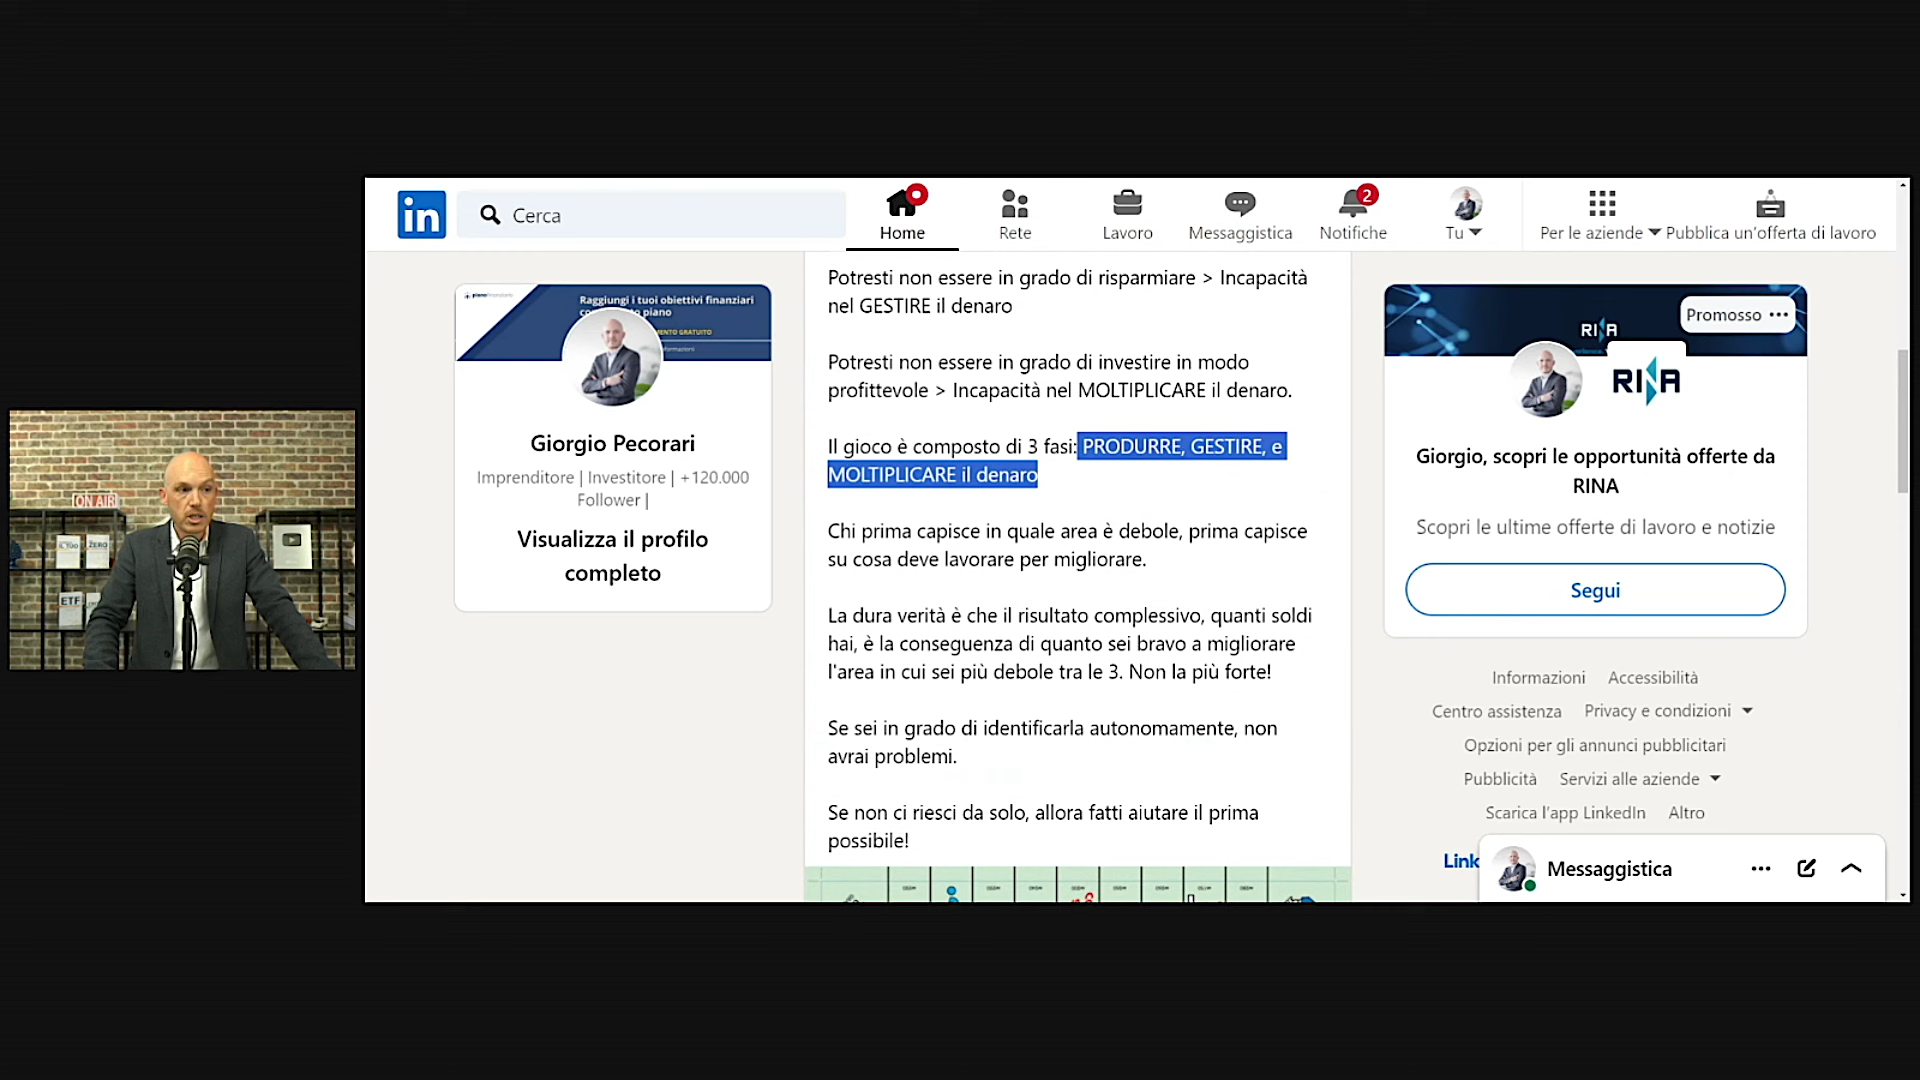 in
Cerca
Home
Rete
Lavoro
Messaggistica
2
Notifiche
Tu
Per le aziende
Pubblica un'offerta di lavoro
Raggiungi i tuoi obiettivi finanziari
piano
GRATUITO
Giorgio Pecorari
Imprenditore | Investitore | +120.000
Follower |
Visualizza il profilo
completo
Potresti non essere in grado di risparmiare > Incapacità
nel GESTIRE il denaro
Potresti non essere in grado di investire in modo
profittevole > Incapacità nel MOLTIPLICARE il denaro.
Il gioco è composto di 3 fasi: PRODURRE, GESTIRE, e
MOLTIPLICARE il denaro
Chi prima capisce in quale area è debole, prima capisce
su cosa deve lavorare per migliorare.
La dura verità è che il risultato complessivo, quanti soldi
hai, è la conseguenza di quanto sei bravo a migliorare
l'area in cui sei più debole tra le 3. Non la più forte!
Se sei in grado di identificarla autonomamente, non
avrai problemi.
Se non ci riesci da solo, allora fatti aiutare il prima
possibile!
RINA
Promosso
RINA
Giorgio, scopri le opportunità offerte da
RINA
Scopri le ultime offerte di lavoro e notizie
Segui
Informazioni Accessibilità
Centro assistenza Privacy e condizioni
Opzioni per gli annunci pubblicitari
Pubblicità Servizi alle aziende
Scarica l'app LinkedIn Altro
Link
Messaggistica
ON AIR
IL TUO
ZERO
ETF